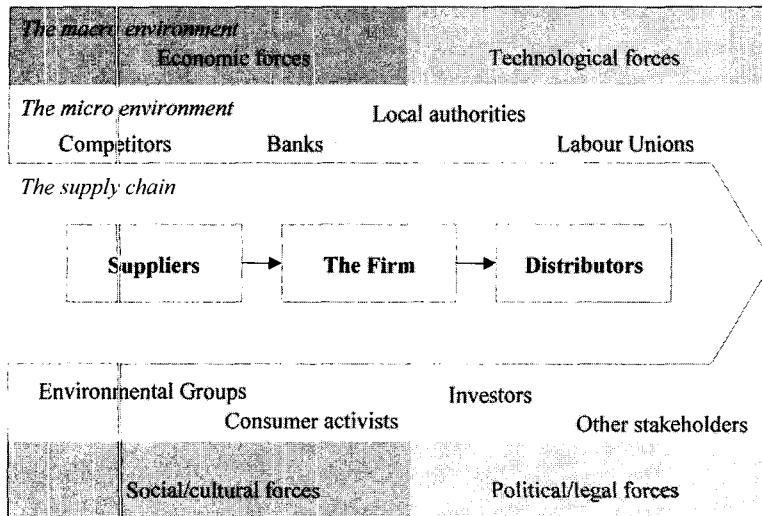 The macro environment
Economic forces
Technological forces
The micro environment
Local authorities
Competitors
Banks
Labour Unions
The supply chain
Suppliers
The Firm
Distributors
Environmental Groups
Investors
Consumer activists
Other stakeholders
Social/cultural forces
Political/legal forces